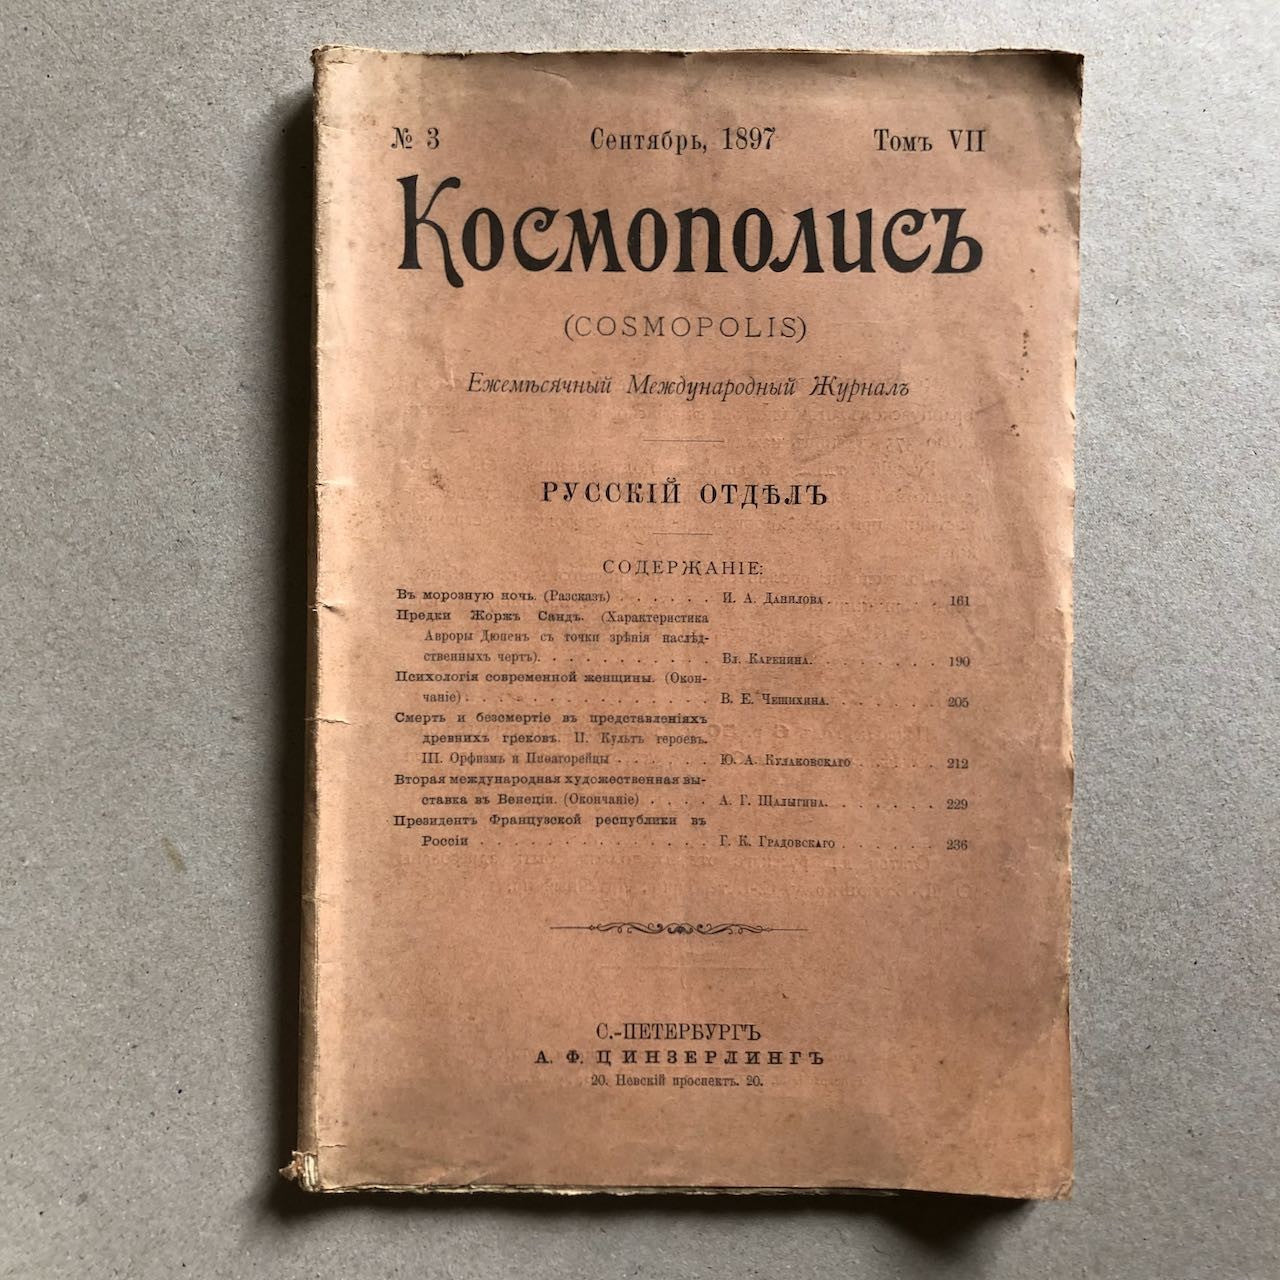 № 3 Сентябрь, 1897 Томъ VII
Космополисъ
(COSMOPOLIS)
Ежемѣсячный Международный Журналъ
РУССКІЙ ОТДѢЛЪ
СОДЕРЖАНІЕ:
Въ морозную ночь. (Разсказъ) . . . . . . И. А. Данилова . . . . . . . 161
Предки Жоржъ Сандъ. (Характеристика
Авроры Дюпенъ съ точки зрѣнія наслѣд-
ственныхъ чертъ). . . . . . . . . . . . Вл. Каренина. . . . . . . . 190
Психологія современной женщины. (Окон-
чаніе) . . . . . . . . . . . . . . . . В. Е. Чешихина. . . . . . . 205
Смерть и безсмертіе въ представленіяхъ
древнихъ грековъ. II. Культъ героевъ.
III. Орфизмъ и Пиѳагорейцы . . . . . . . Ю. А. Кулаковскаго . . . . . 212
Вторая международная художественная вы-
ставка въ Венеціи. (Окончаніе) . . . . А. Г. Шалыгина. . . . . . . 229
Президентъ Французской республики въ
Россіи . . . . . . . . . . . . . . . Г. К. Градовскаго . . . . . . 236
С.-ПЕТЕРБУРГЪ
А. Ф. ЦИНЗЕРЛИНГЪ
20. Невскій проспектъ. 20.